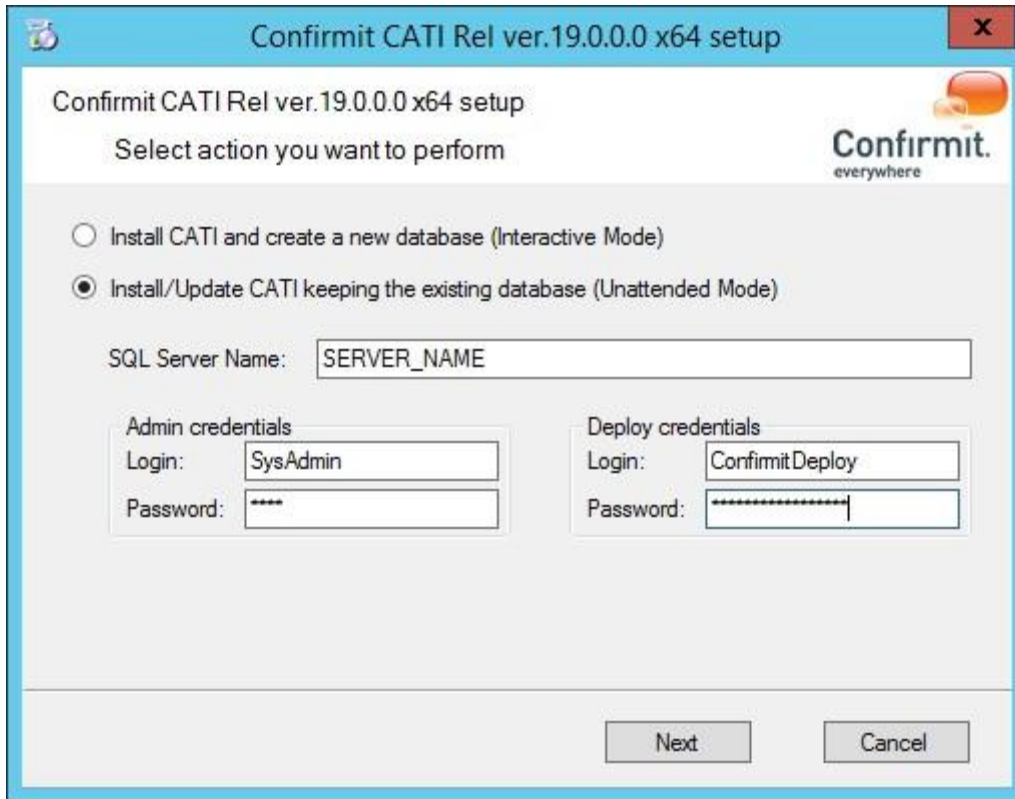 Confirmit CATI Rel ver.19.0.0.0 x64 setup
x
Confirmit CATI Rel ver.19.0.0.0 x64 setup
Select action you want to perform
Confirmit.
everywhere
Install CATI and create a new database (Interactive Mode)
Install/Update CATI keeping the existing database (Unattended Mode)
SQL Server Name: SERVER_NAME
Admin credentials
Login: SysAdmin
Password: ****
Deploy credentials
Login: ConfirmitDeploy
Password: *****************
Next Cancel